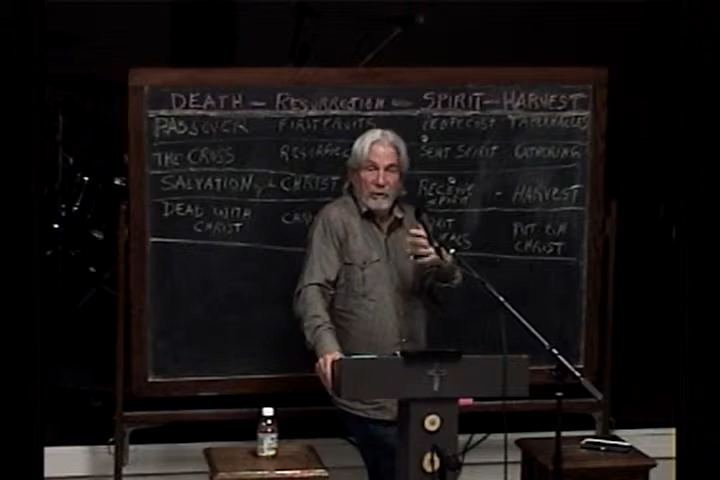 DEATH - RESURRECTION - SPIRIT - HARVEST
PASSOVER FIRSTFRUITS PENTECOST TABERNACLES
THE CROSS SENT SPIRIT GATHERING
SALVATION CHRIST RECEIVE SPIRIT - HARVEST
DEAD WITH CHRIST PUT ON CHRIST